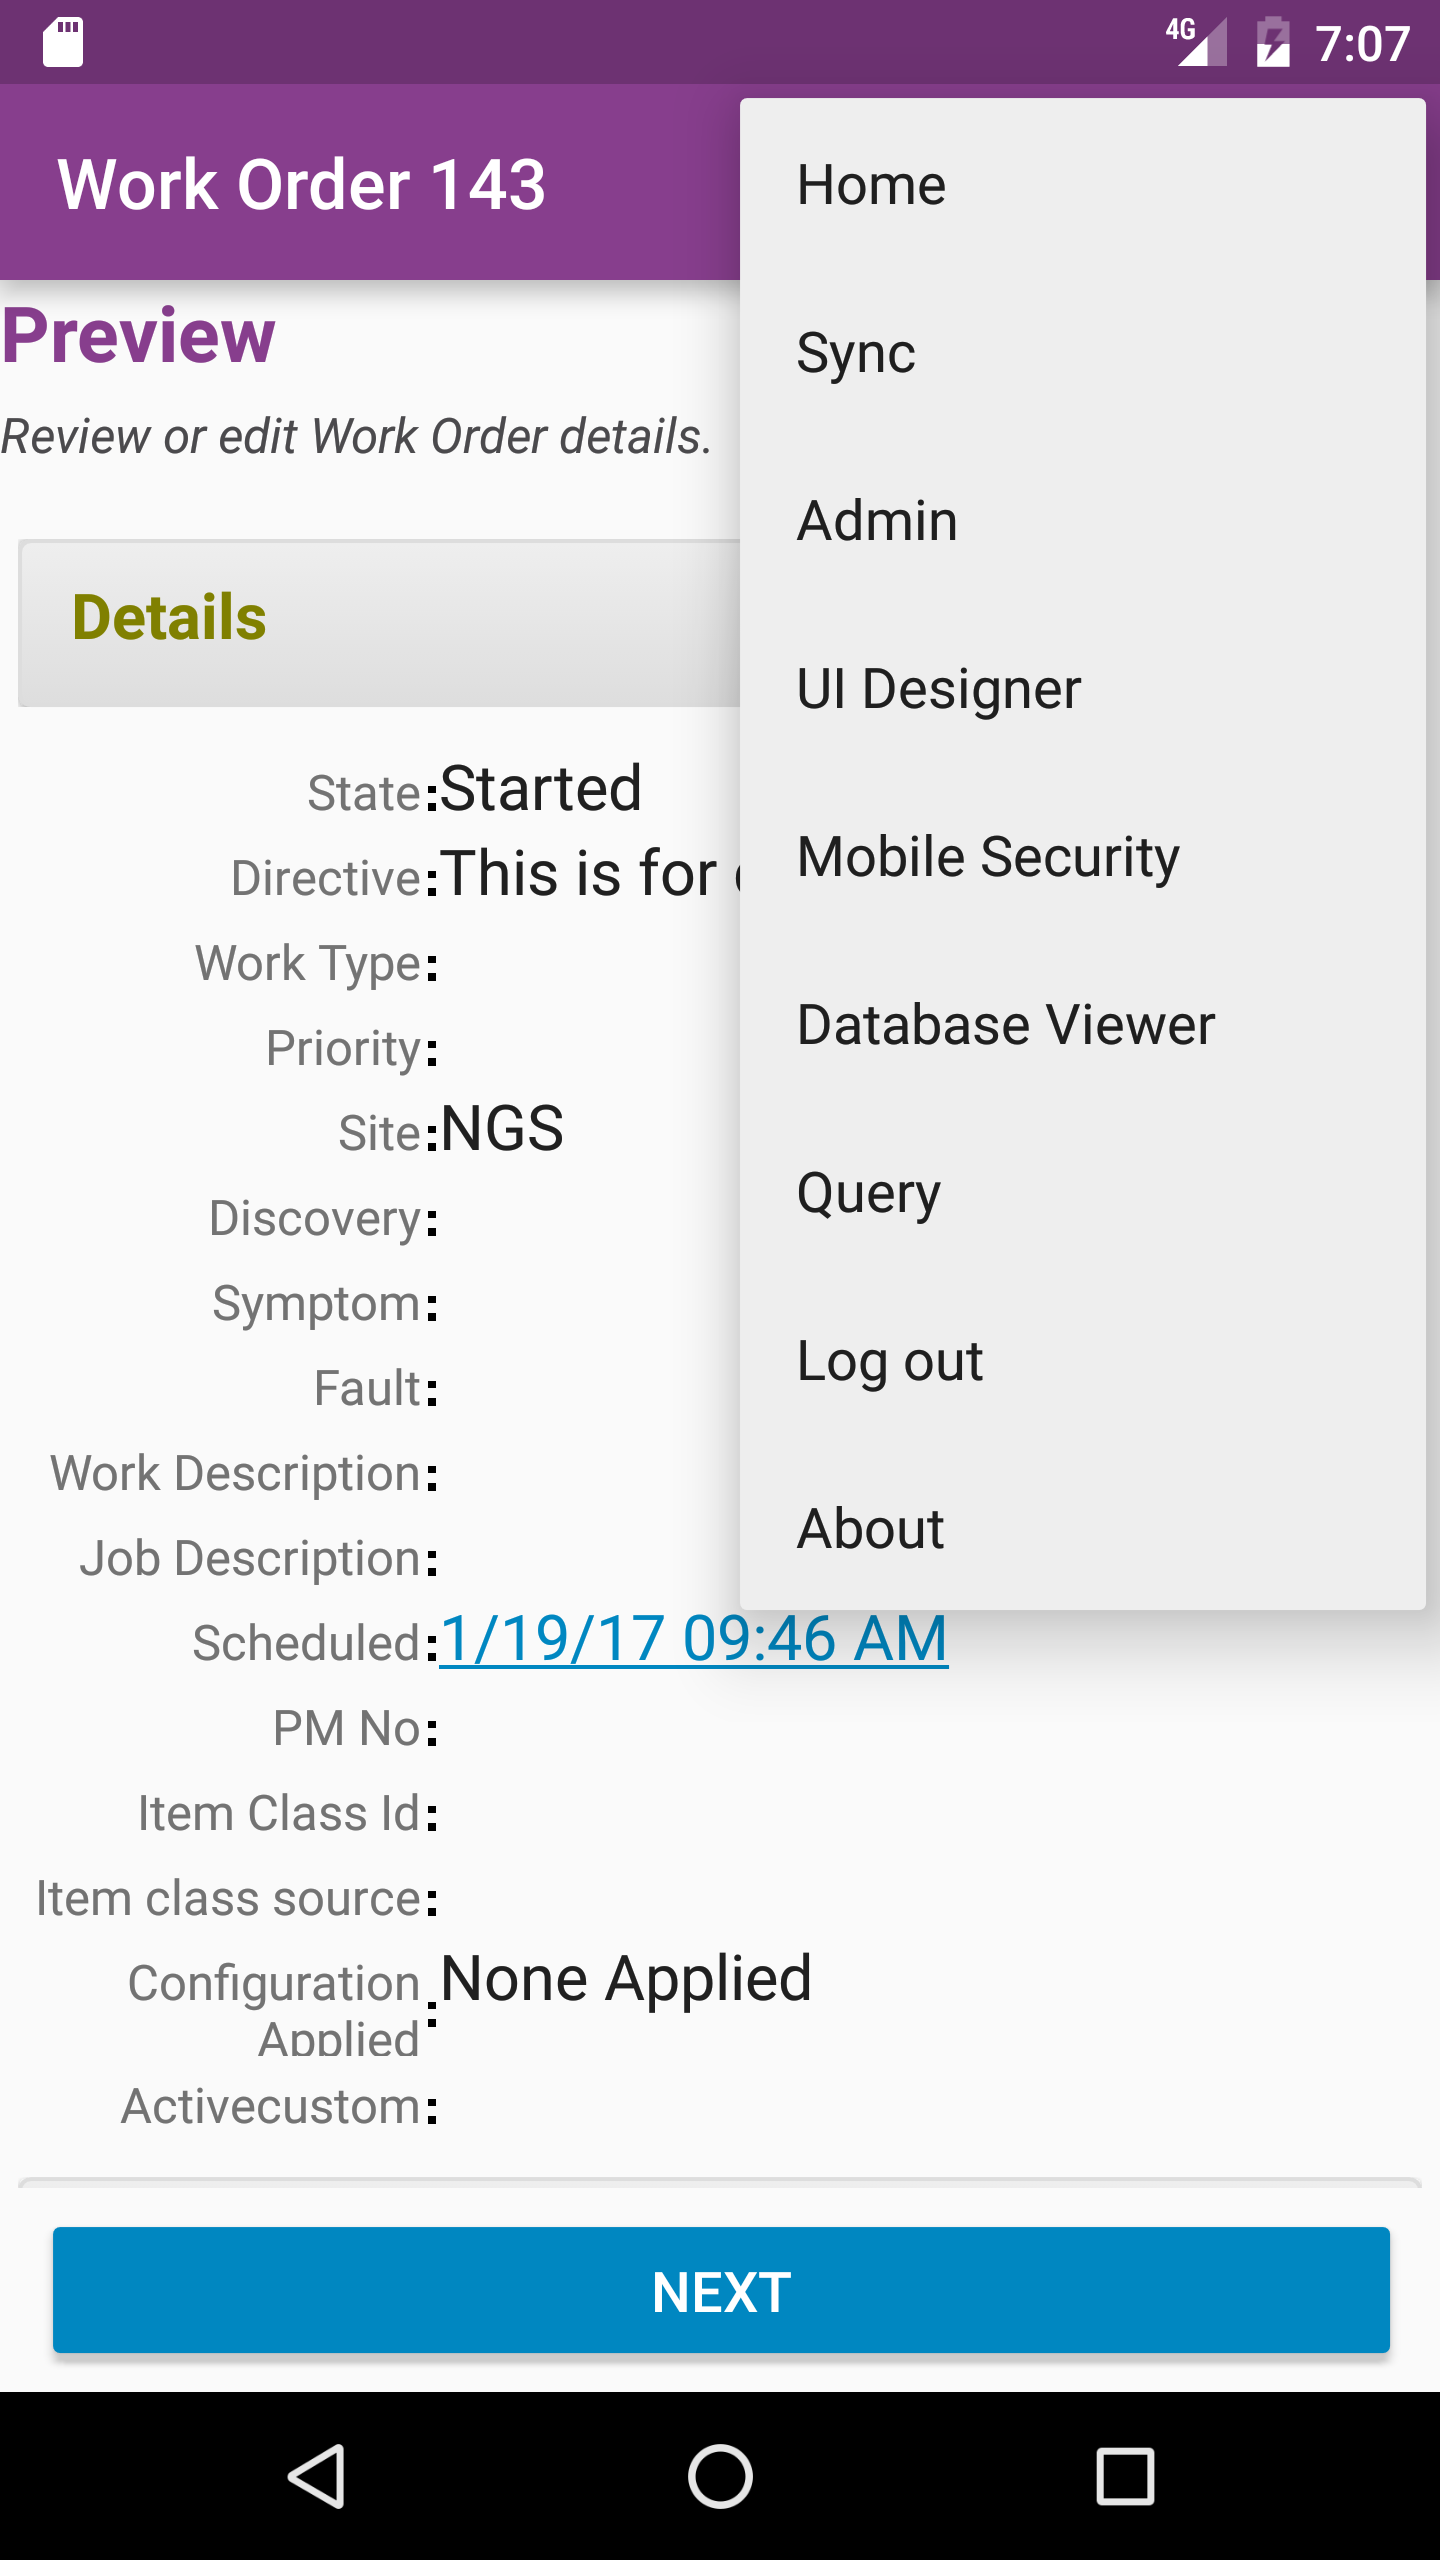 4G 7:07
Work Order 143
Home
Preview
Sync
Review or edit Work Order details.
Admin
Details
UI Designer
State:Started
Mobile Security
Directive:This is for
Work Type:
Database Viewer
Priority:
Site:NGS
Query
Discovery:
Symptom:
Log out
Fault:
Work Description:
About
Job Description:
Scheduled:1/19/17 09:46 AM
PM No:
Item Class Id:
Item class source:
Configuration
Applied:None Applied
Activecustom:
NEXT